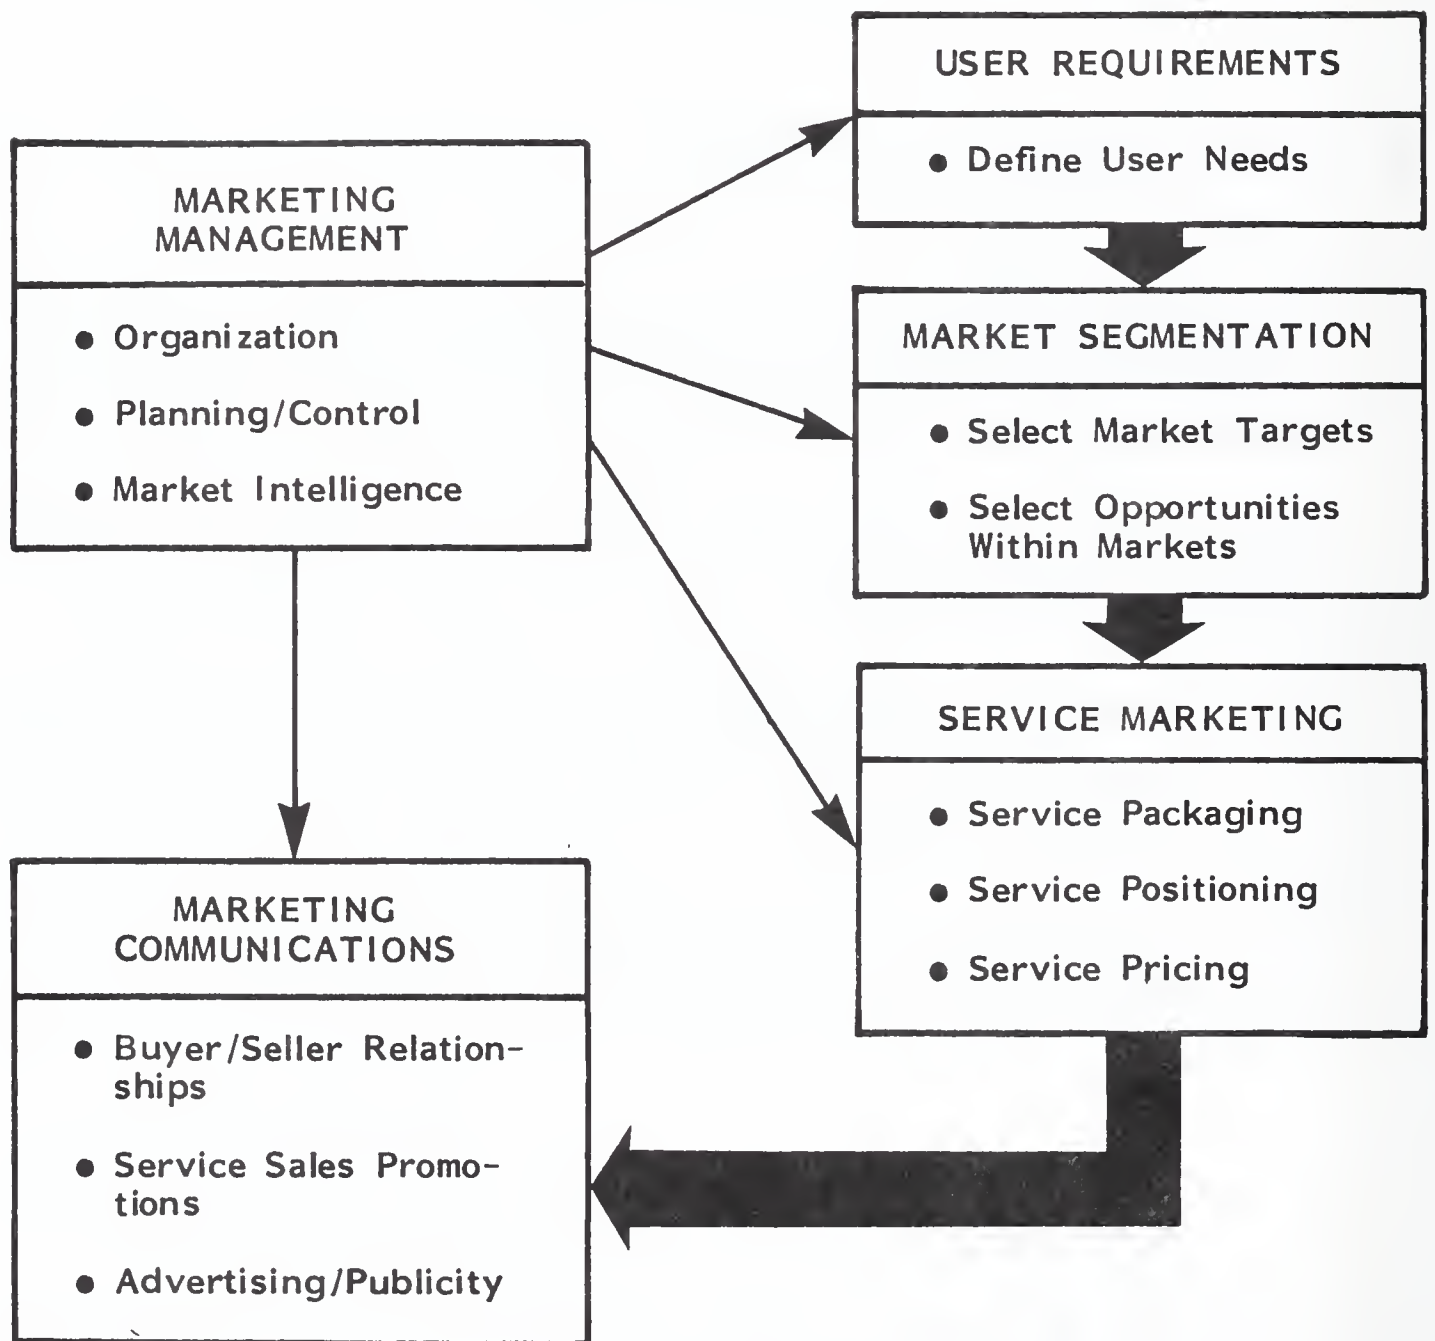 MARKETING
MANAGEMENT
● Organization
● Planning/Control
● Market Intelligence
USER REQUIREMENTS
● Define User Needs
MARKET SEGMENTATION
● Select Market Targets
● Select Opportunities
Within Markets
SERVICE MARKETING
● Service Packaging
● Service Positioning
● Service Pricing
MARKETING
COMMUNICATIONS
● Buyer/Seller Relation-
ships
● Service Sales Promo-
tions
● Advertising/Publicity